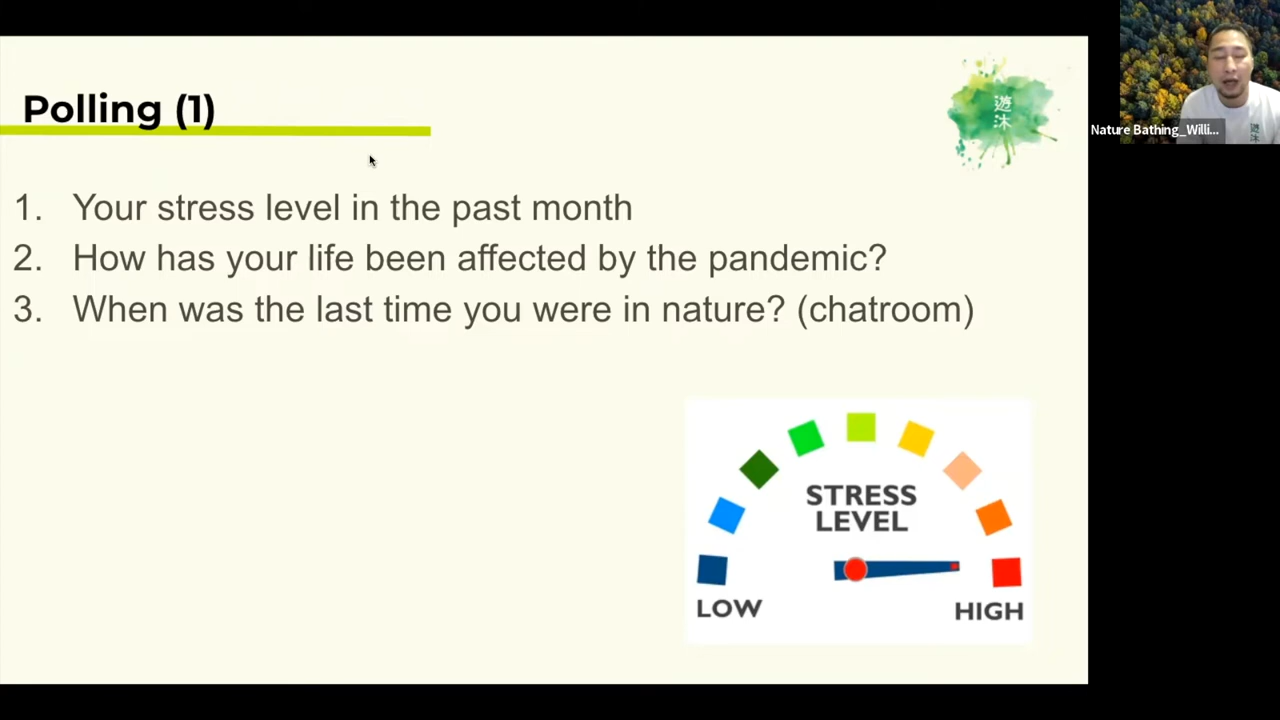 Polling (1)
遊
沐
Nature Bathing_Willi...
1. Your stress level in the past month
2. How has your life been affected by the pandemic?
3. When was the last time you were in nature? (chatroom)
STRESS
LEVEL
LOW
HIGH